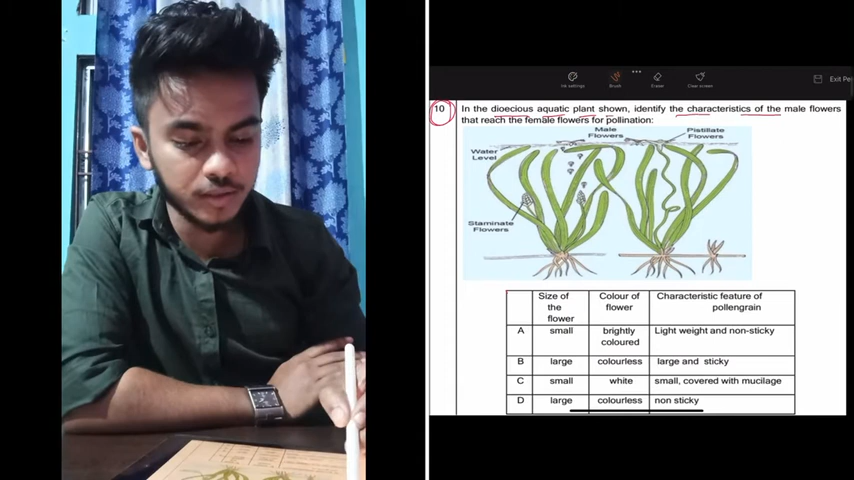 Ink settings
Brush
Eraser
Clear screen
Exit Pe
10
In the dioecious aquatic plant shown, identify the characteristics of the male flowers
that reach the female flowers for pollination:
Male
Flowers
Pistillate
Flowers
Water
Level
Staminate
Flowers
Size of
the
flower
Colour of
flower
Characteristic feature of
pollengrain
A small brightly
coloured Light weight and non-sticky
B large colourless large and sticky
C small white small, covered with mucilage
D large colourless non sticky